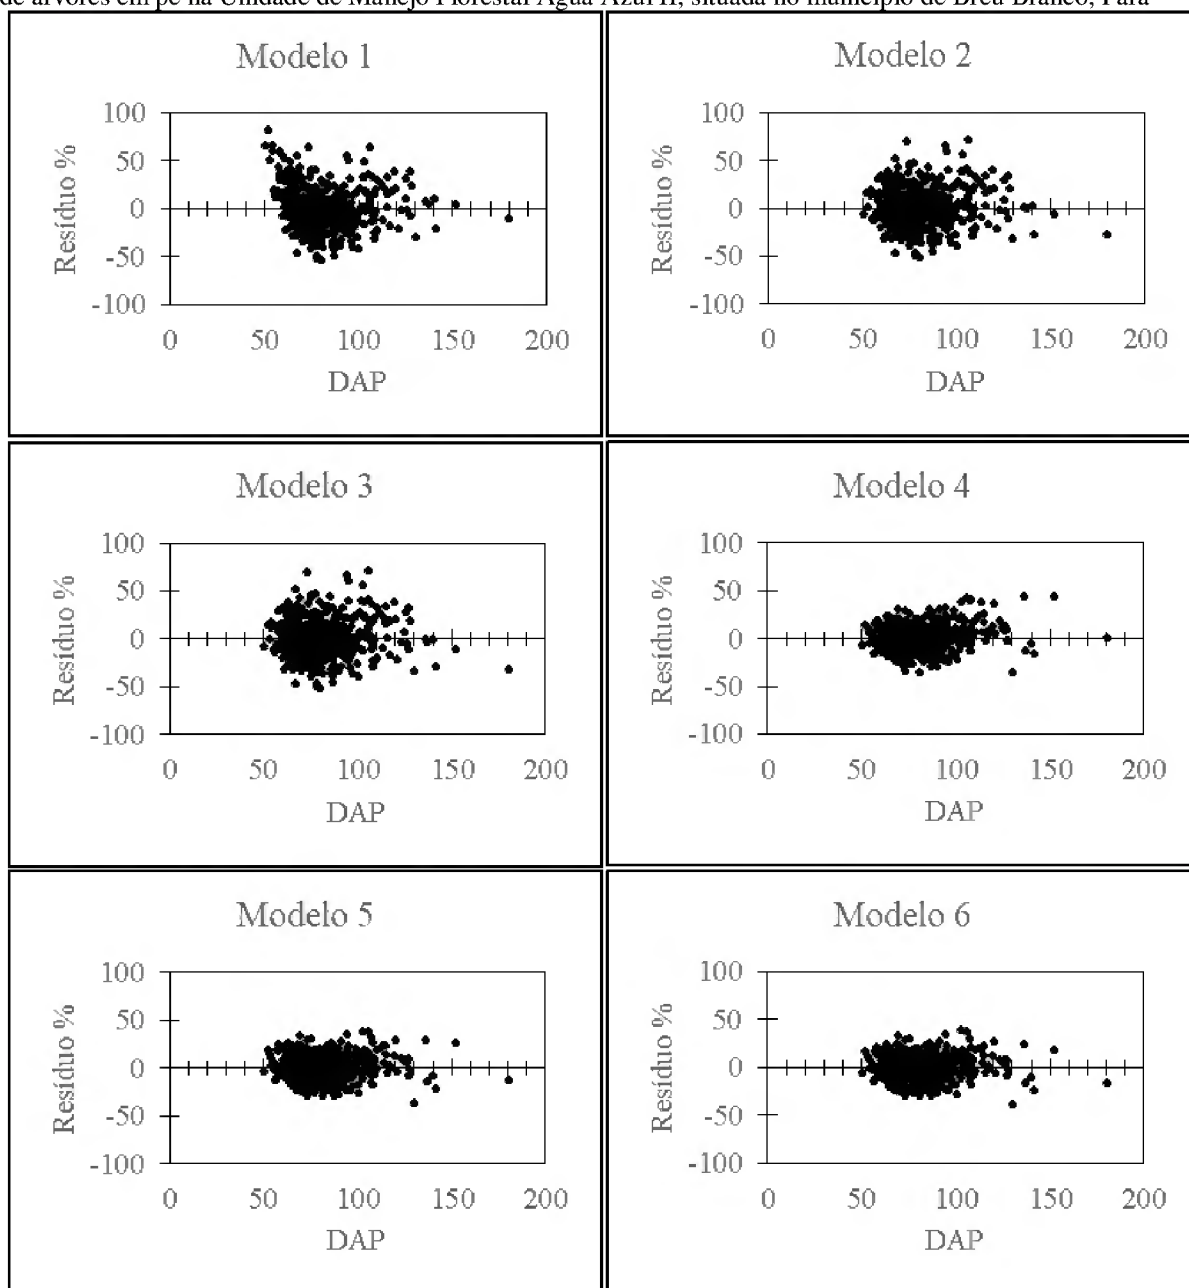 de árvores em pé na Unidade de Manejo Florestal Água Azul II, situada no município de Breu Branco, Pará
Modelo 1
Resíduo %
100
50
0
-50
-100
0 50 100 150 200
DAP
Modelo 2
Resíduo %
100
50
0
-50
-100
0 50 100 150 200
DAP
Modelo 3
Resíduo %
100
50
0
-50
-100
0 50 100 150 200
DAP
Modelo 4
Resíduo %
100
50
0
-50
-100
0 50 100 150 200
DAP
Modelo 5
Resíduo %
100
50
0
-50
-100
0 50 100 150 200
DAP
Modelo 6
Resíduo %
100
50
0
-50
-100
0 50 100 150 200
DAP